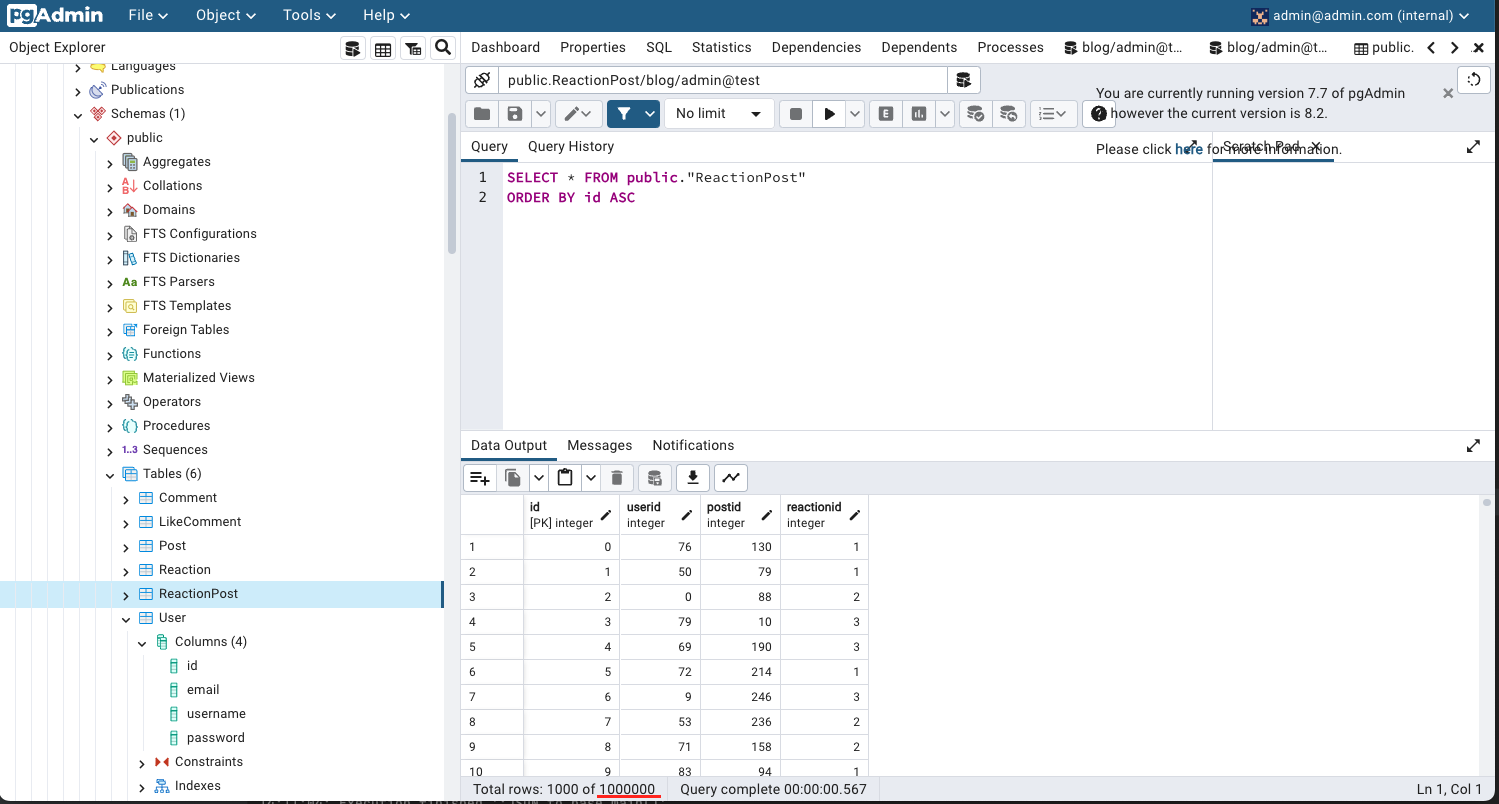 pgAdmin File Object Tools Help admin@admin.com (internal)
Object Explorer
Dashboard Properties SQL Statistics Dependencies Dependents Processes blog/admin@t... blog/admin@t... public.
Languages
Publications
Schemas (1)
public
Aggregates
Collations
Domains
FTS Configurations
FTS Dictionaries
FTS Parsers
FTS Templates
Foreign Tables
Functions
Materialized Views
Operators
Procedures
1..3 Sequences
Tables (6)
Comment
LikeComment
Post
Reaction
ReactionPost
User
Columns (4)
id
email
username
password
Constraints
Indexes
public.ReactionPost/blog/admin@test
No limit
E
You are currently running version 7.7 of pgAdmin
however the current version is 8.2.
Please click here for more information.
Query Query History
Scratch Pad
1 SELECT * FROM public."ReactionPost"
2 ORDER BY id ASC
Data Output Messages Notifications
id userid postid reactionid
[PK] integer integer integer integer
1 0 76 130 1
2 1 50 79 1
3 2 0 88 2
4 3 79 10 3
5 4 69 190 3
6 5 72 214 1
7 6 9 246 3
8 7 53 236 2
9 8 71 158 2
10 9 83 94 1
Total rows: 1000 of 1000000 Query complete 00:00:00.567 Ln 1, Col 1